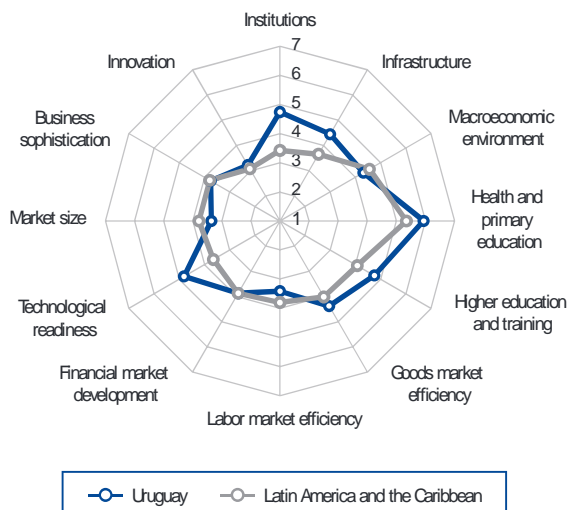 Institutions
7
6
5
4
3
2
1
Innovation
Infrastructure
Business
sophistication
Macroeconomic
environment
Market size
Health and
primary
education
Technological
readiness
Higher education
and training
Financial market
development
Goods market
efficiency
Labor market efficiency
Uruguay
Latin America and the Caribbean